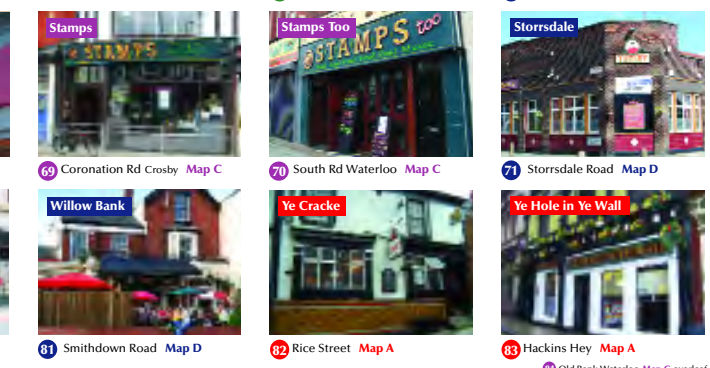 Stamps
STAMPS
69 Coronation Rd Crosby Map C
Stamps Too
STAMPS too
70 South Rd Waterloo Map C
Storrsdale
71 Storrsdale Road Map D
Willow Bank
81 Smithdown Road Map D
Ye Cracke
82 Rice Street Map A
Ye Hole in Ye Wall
83 Hackins Hey Map A
Old Bank Waterloo Map C